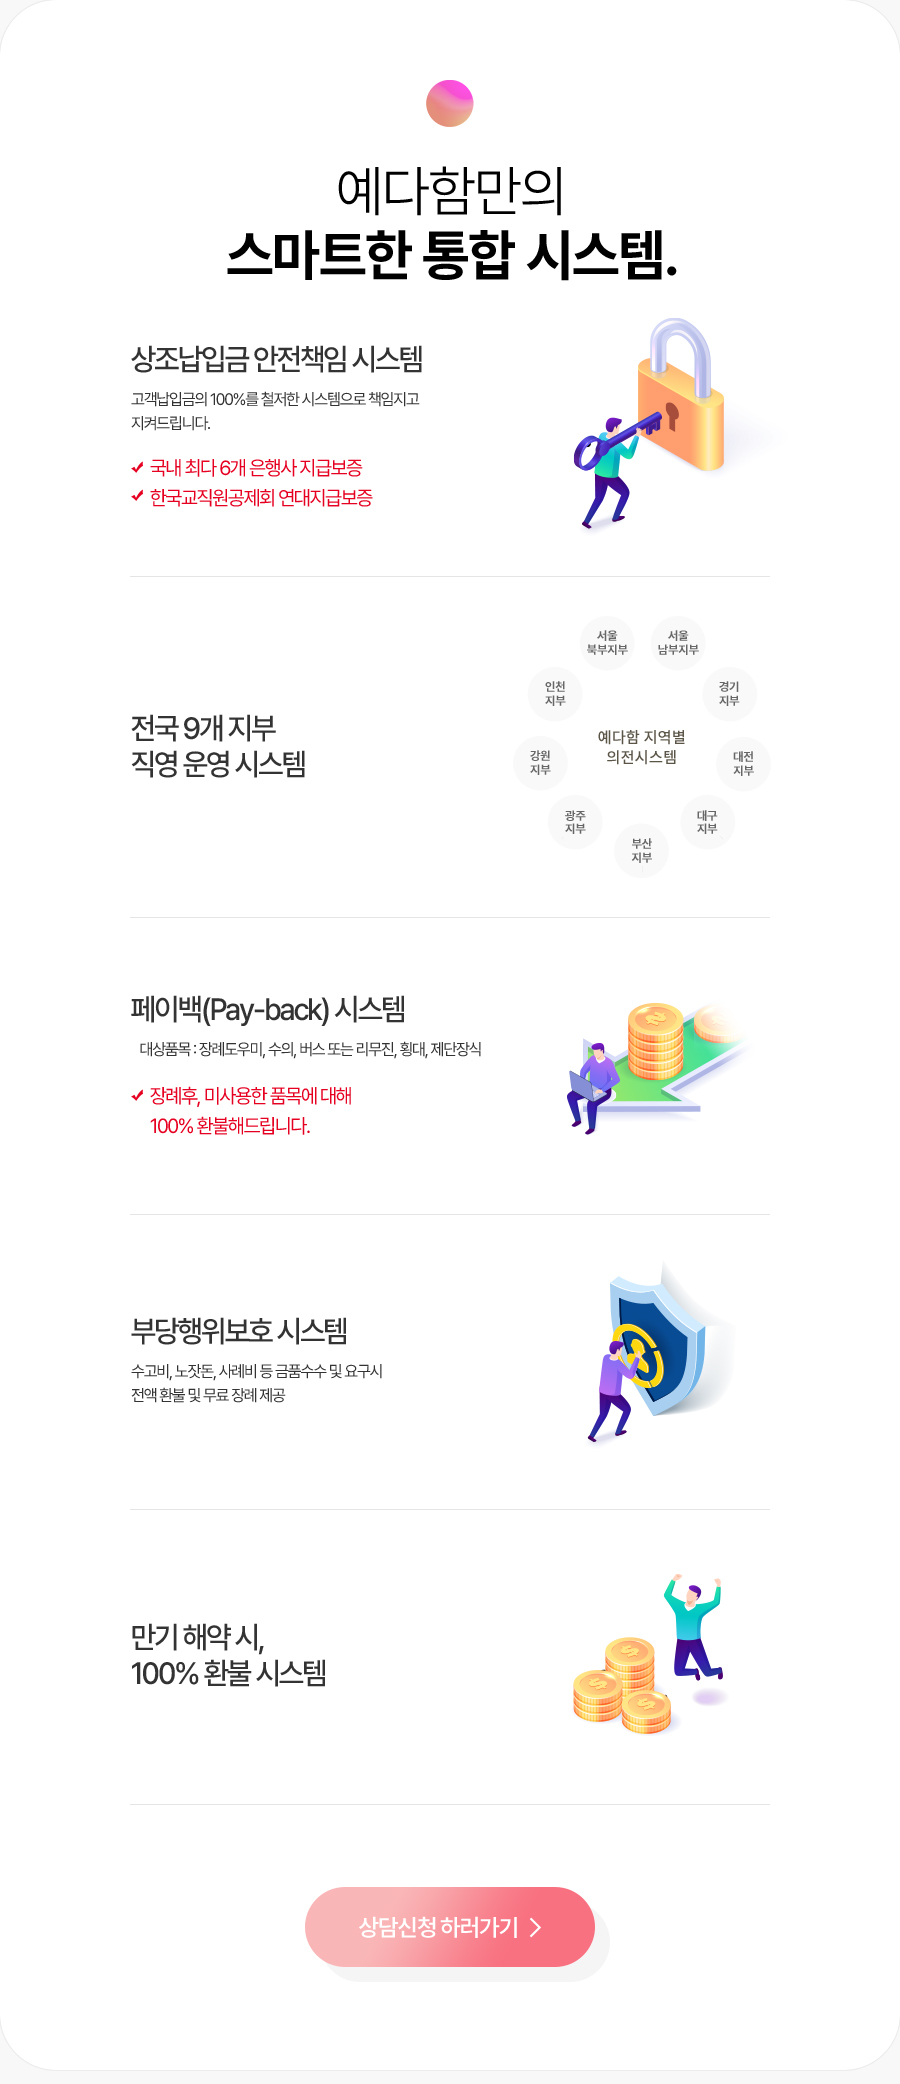 예다함만의
스마트한 통합 시스템.
상조납입금 안전책임 시스템
고객납입금의 100%를 철저한 시스템으로 책임지고
지켜드립니다.
국내 최다 6개 은행사 지급보증
한국교직원공제회 연대지급보증
전국 9개 지부
직영 운영 시스템
서울
북부지부
서울
남부지부
인천
지부
경기
지부
예다함 지역별
의전시스템
강원
지부
대전
지부
광주
지부
대구
지부
부산
지부
페이백(Pay-back) 시스템
대상품목 : 장례도우미, 수의, 버스 또는 리무진, 횡대, 제단장식
장례후, 미사용한 품목에 대해
100% 환불해드립니다.
부당행위보호 시스템
수고비, 노잣돈, 사례비 등 금품수수 및 요구시
전액 환불 및 무료 장례 제공
만기 해약 시,
100% 환불 시스템
상담신청 하러가기